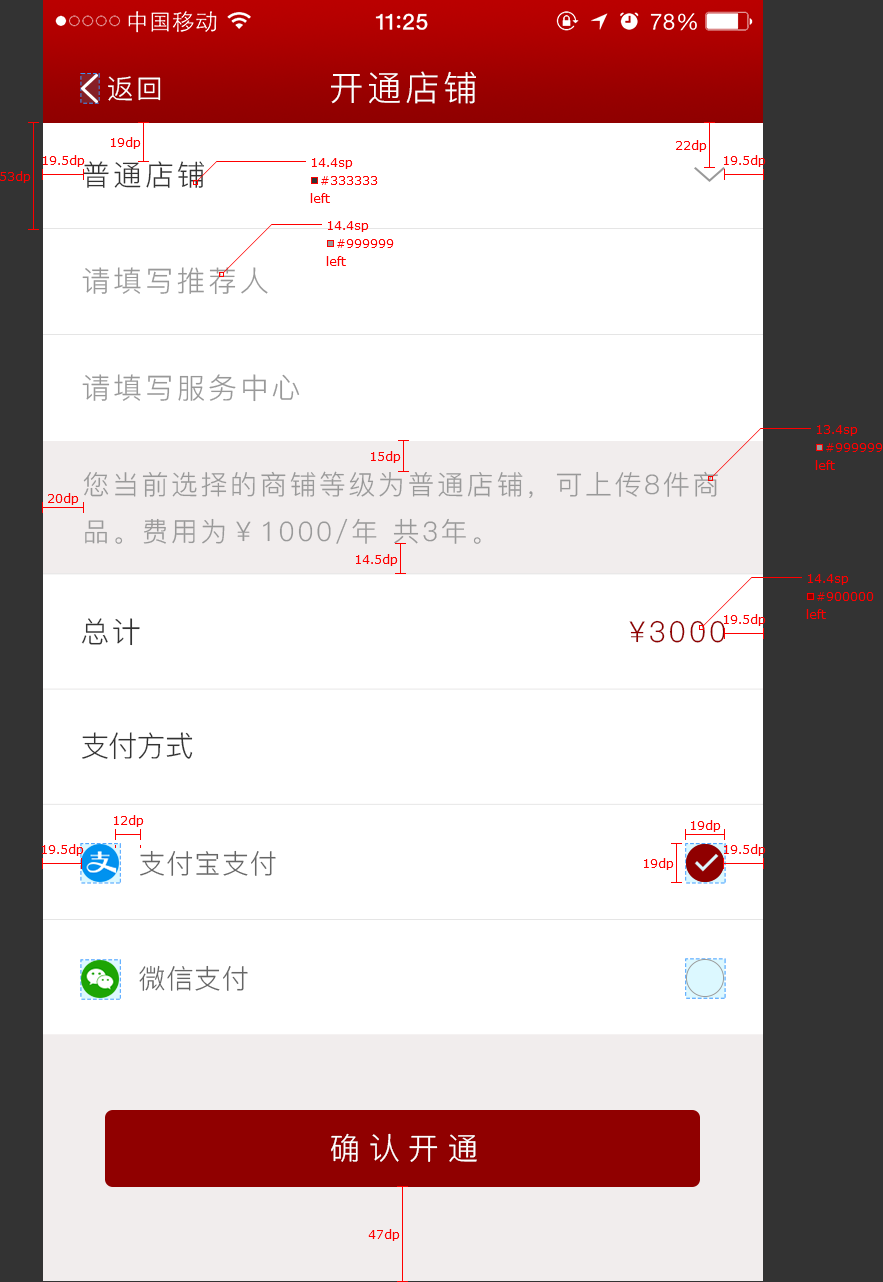 中国移动 11:25 78%
返回 开通店铺
19dp
22dp
19.5dp
53dp
普通店铺
19.5dp
14.4sp
#333333
left
14.4sp
#999999
left
请填写推荐人
请填写服务中心
15dp
13.4sp
#999999
left
20dp
您当前选择的商铺等级为普通店铺，可上传8件商
品。费用为￥1000/年 共3年。
14.5dp
14.4sp
#900000
left
总计 ¥3000
19.5dp
支付方式
12dp
19dp
19.5dp
支 支付宝支付
19dp
19.5dp
微信支付
确认开通
47dp